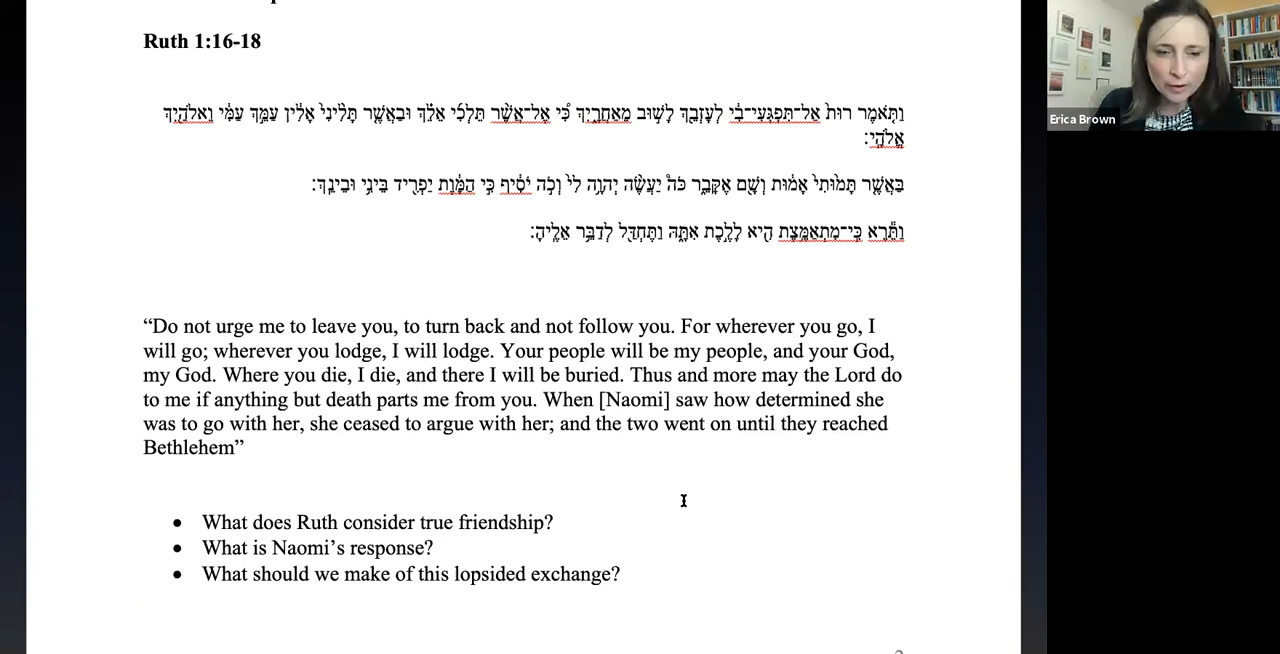 Ruth 1:16-18
Erica Brown
וַתֹּ֤אמֶר רוּת֙ אַל־תִּפְגְּעִי־בִ֔י לְעָזְבֵ֖ךְ לָשׁ֣וּב מֵאַחֲרָ֑יִךְ כִּ֠י אֶל־אֲשֶׁ֨ר תֵּלְכִ֜י אֵלֵ֗ךְ וּבַאֲשֶׁ֤ר תָּלִ֙ינִי֙ אָלִ֔ין עַמֵּ֣ךְ עַמִּ֔י וֵאלֹהַ֖יִךְ
אֱלֹהָֽי׃
בַּאֲשֶׁ֤ר תָּמ֙וּתִי֙ אָמ֔וּת וְשָׁ֖ם אֶקָּבֵ֑ר כֹּה֩ יַעֲשֶׂ֨ה יְהוָ֥ה לִי֙ וְכֹ֣ה יֹסִ֔יף כִּ֣י הַמָּ֔וֶת יַפְרִ֖יד בֵּינִ֥י וּבֵינֵֽךְ׃
וַתֵּ֕רֶא כִּֽי־מִתְאַמֶּ֥צֶת הִ֖יא לָלֶ֣כֶת אִתָּ֑הּ וַתֶּחְדַּ֖ל לְדַבֵּ֥ר אֵלֶֽיהָ׃
“Do not urge me to leave you, to turn back and not follow you. For wherever you go, I
will go; wherever you lodge, I will lodge. Your people will be my people, and your God,
my God. Where you die, I die, and there I will be buried. Thus and more may the Lord do
to me if anything but death parts me from you. When [Naomi] saw how determined she
was to go with her, she ceased to argue with her; and the two went on until they reached
Bethlehem”
• What does Ruth consider true friendship?
• What is Naomi’s response?
• What should we make of this lopsided exchange?